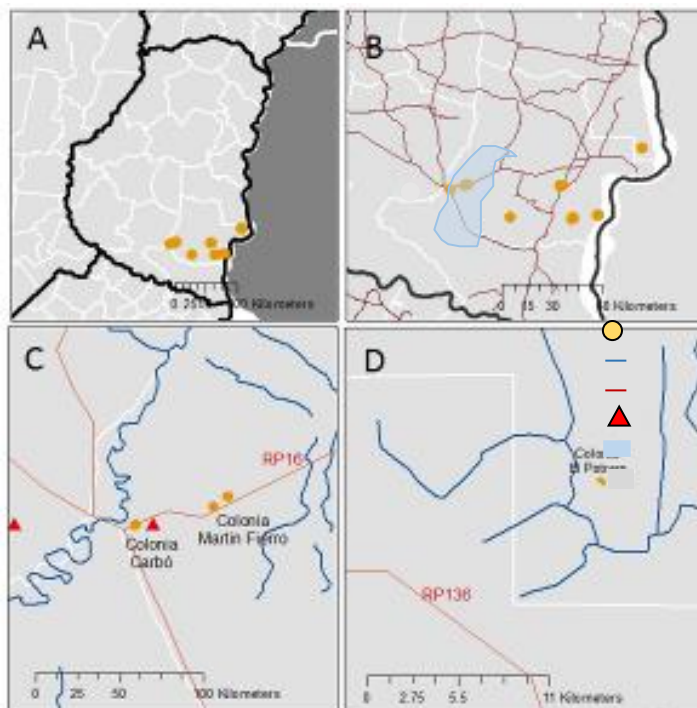 A
B
Kilometers
0 15 30
Kilometers
C
RP16
Colonia
Martin Fierro
Colonia
Carbó
0 25 50 100 Kilometers
D
RP136
0 2.75 5.5 11 Kilometers